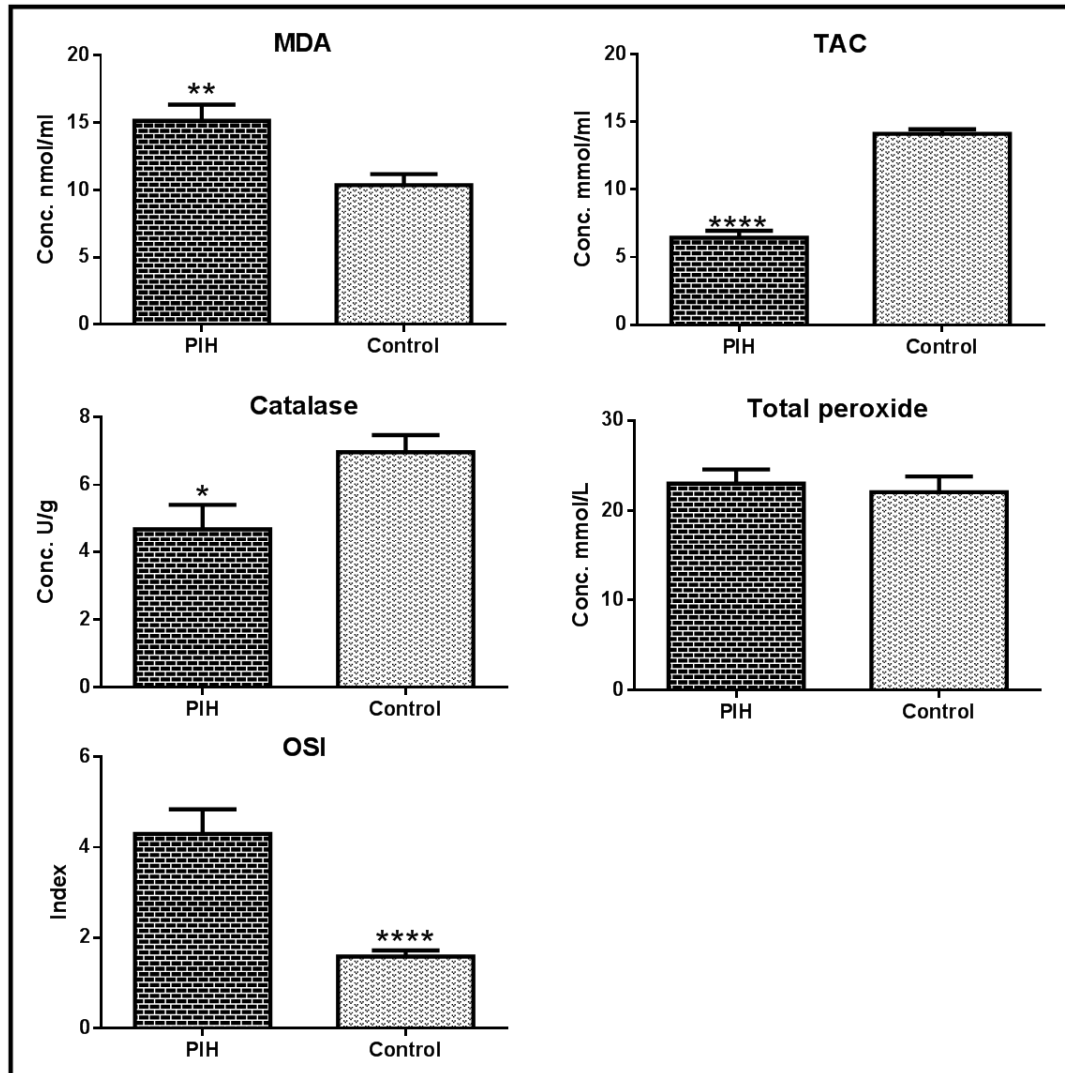 MDA
20
15
10
5
0
Conc. nmol/ml
**
PIH Control
TAC
20
15
10
5
0
Conc. mmol/ml
****
PIH Control
Catalase
8
6
4
2
0
Conc. U/g
*
PIH Control
Total peroxide
30
20
10
0
Conc. mmol/L
PIH Control
OSI
6
4
2
0
Index
****
PIH Control